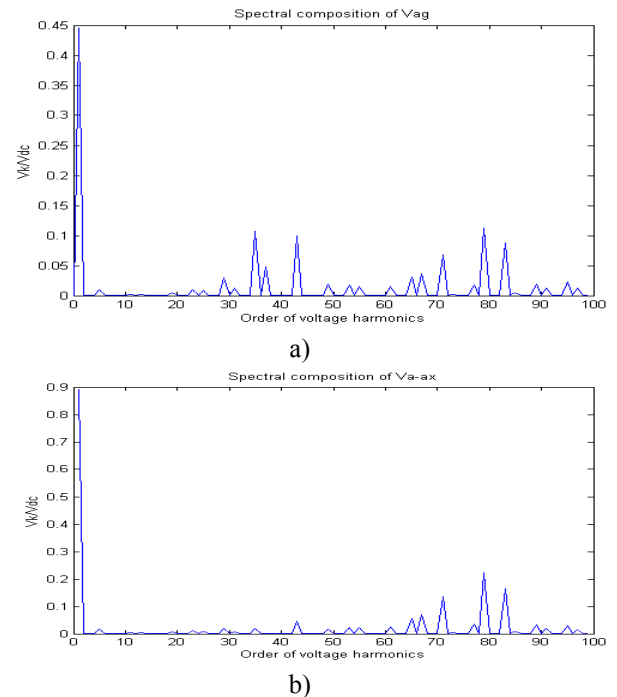 Spectral composition of Vag
0.45
0.4
0.35
0.3
0.25
0.2
0.15
0.1
0.05
0
Vk/Vdc
0 10 20 30 40 50 60 70 80 90 100
Order of voltage harmonics
a)
Spectral composition of Va-ax
0.9
0.8
0.7
0.6
0.5
0.4
0.3
0.2
0.1
0
Vk/Vdc
0 10 20 30 40 50 60 70 80 90 100
Order of voltage harmonics
b)